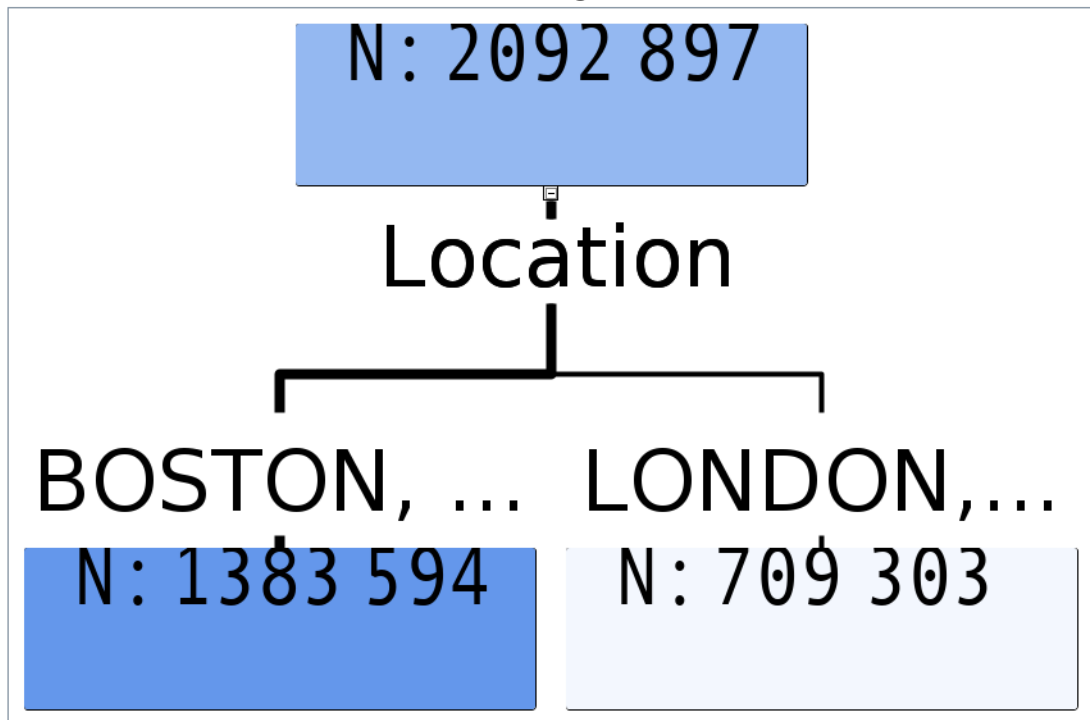 N: 2092 897
Location
BOSTON, ...
LONDON,...
N: 1383 594
N: 709 303